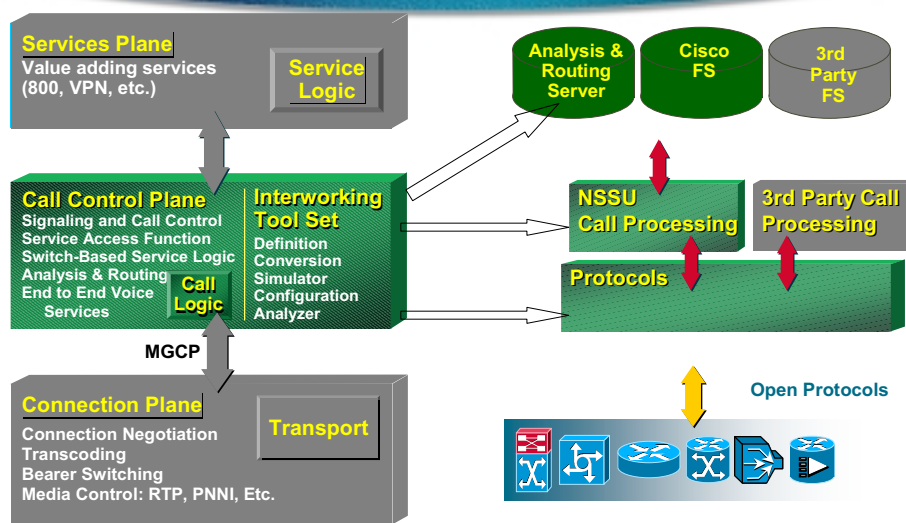 Services Plane
Value adding services
(800, VPN, etc.)
Service
Logic
Analysis &
Routing
Server
Cisco
FS
3rd
Party
FS
Call Control Plane
Signaling and Call Control
Service Access Function
Switch-Based Service Logic
Analysis & Routing
End to End Voice
Services
Call
Logic
Interworking
Tool Set
Definition
Conversion
Simulator
Configuration
Analyzer
NSSU
Call Processing
3rd Party Call
Processing
Protocols
MGCP
Connection Plane
Connection Negotiation
Transcoding
Bearer Switching
Media Control: RTP, PNNI, Etc.
Transport
Open Protocols